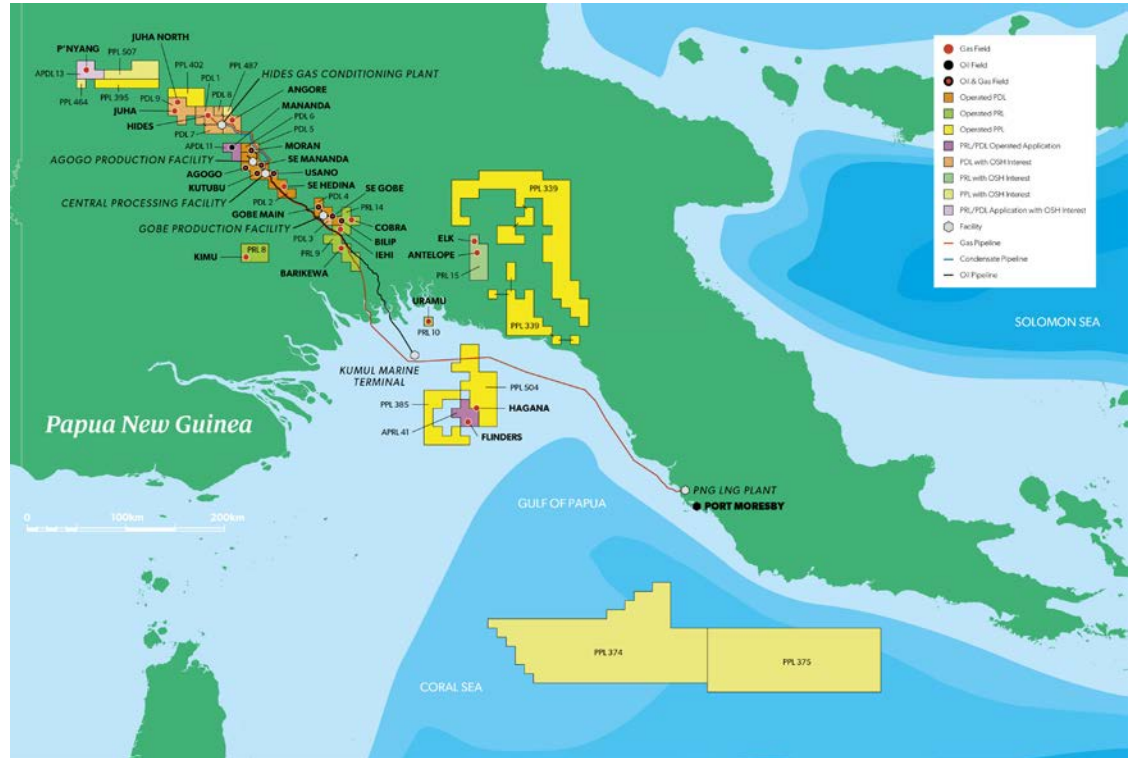 JUHA NORTH
P'NYANG
PPL 507
PPL 402
PPL 487
PDL 1
PDL 8
HIDES GAS CONDITIONING PLANT
APDL 13
ANGORE
PPL 464
PPL 395
PDL 9
MANANDA
JUHA
PDL 6
HIDES
PDL 7
PDL 5
APDL 11
MORAN
AGOGO PRODUCTION FACILITY
SE MANANDA
AGOGO
USANO
KUTUBU
SE HEDINA
CENTRAL PROCESSING FACILITY
PDL 2
PDL 4
SE GOBE
GOBE MAIN
PRL 14
GOBE PRODUCTION FACILITY
COBRA
PDL 3
BILIP
IEHI
PRL 9
KIMU
PRL 8
BARIKEWA
PPL 339
ELK
ANTELOPE
PRL 15
URAMU
PRL 10
PPL 339
KUMUL MARINE
TERMINAL
PPL 504
PPL 385
HAGANA
APRL 41
FLINDERS
Papua New Guinea
GULF OF PAPUA
PNG LNG PLANT
PORT MORESBY
0 100km 200km
PPL 374
PPL 375
CORAL SEA
SOLOMON SEA
Gas Field
Oil Field
Oil & Gas Field
Operated PDL
Operated PRL
Operated PPL
PRL/PDL Operated Application
PDL with OSH Interest
PRL with OSH Interest
PPL with OSH Interest
PRL/PDL Application with OSH Interest
Facility
Gas Pipeline
Condensate Pipeline
Oil Pipeline